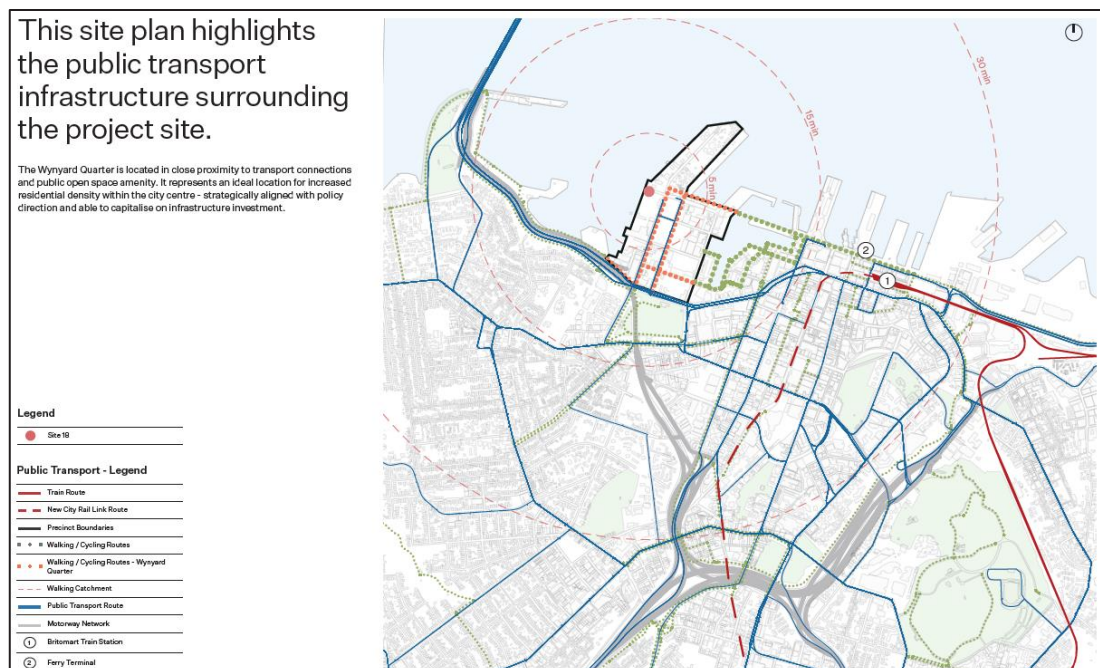 This site plan highlights
the public transport
infrastructure surrounding
the project site.
The Wynyard Quarter is located in close proximity to transport connections
and public open space amenity. It represents an ideal location for increased
residential density within the city centre - strategically aligned with policy
direction and able to capitalise on infrastructure investment.
Legend
Site 18
Public Transport - Legend
Train Route
New City Rail Link Route
Precinct Boundaries
Walking / Cycling Routes
Walking / Cycling Routes - Wynyard
Quarter
Walking Catchment
Public Transport Route
Motorway Network
1 Britomart Train Station
2 Ferry Terminal
30 min
15 min
5 min
2
1